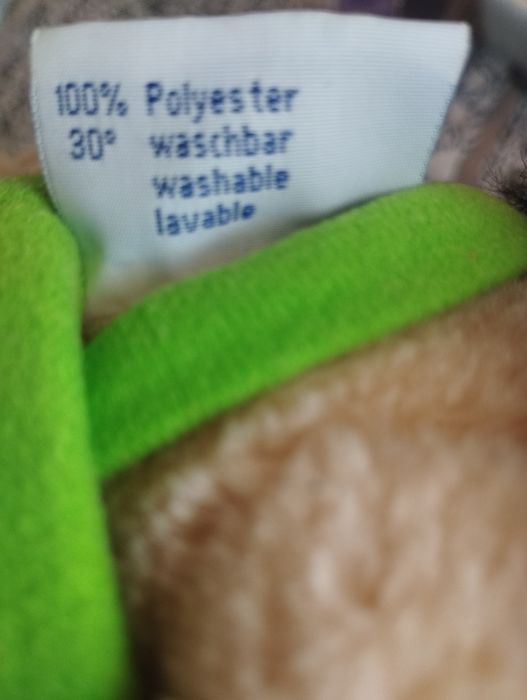 100% Polyester
30° waschbar
washable
lavable